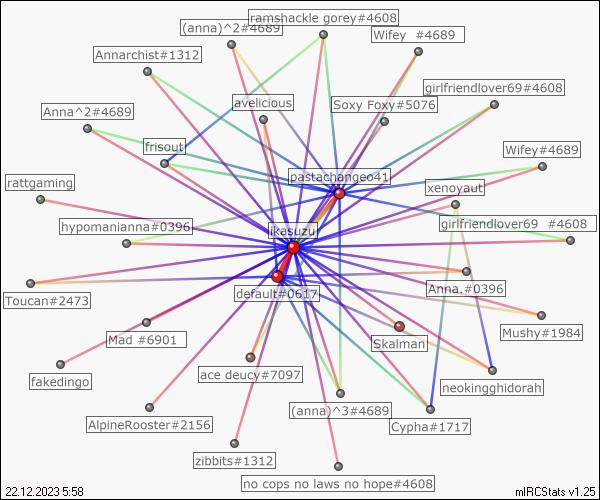 ramshackle gorey#4608
(anna)^2#4689
Wifey  #4689
Annarchist#1312
girlfriendlover69#4608
avelicious
Soxy Foxy#5076
Anna^2#4689
frisout
Wifey#4689
pastachangeo41
rattgaming
xenoyaut
hypomanianna#0396
ikasuzu
girlfriendlover69  #4608
Toucan#2473
default#0617
Anna.#0396
Mushy#1984
Mad #6901
Skalman
fakedingo
ace deucy#7097
neokingghidorah
AlpineRooster#2156
(anna)^3#4689
Cypha#1717
zibbits#1312
no cops no laws no hope#4608
22.12.2023 5:58
mIRCStats v1.25